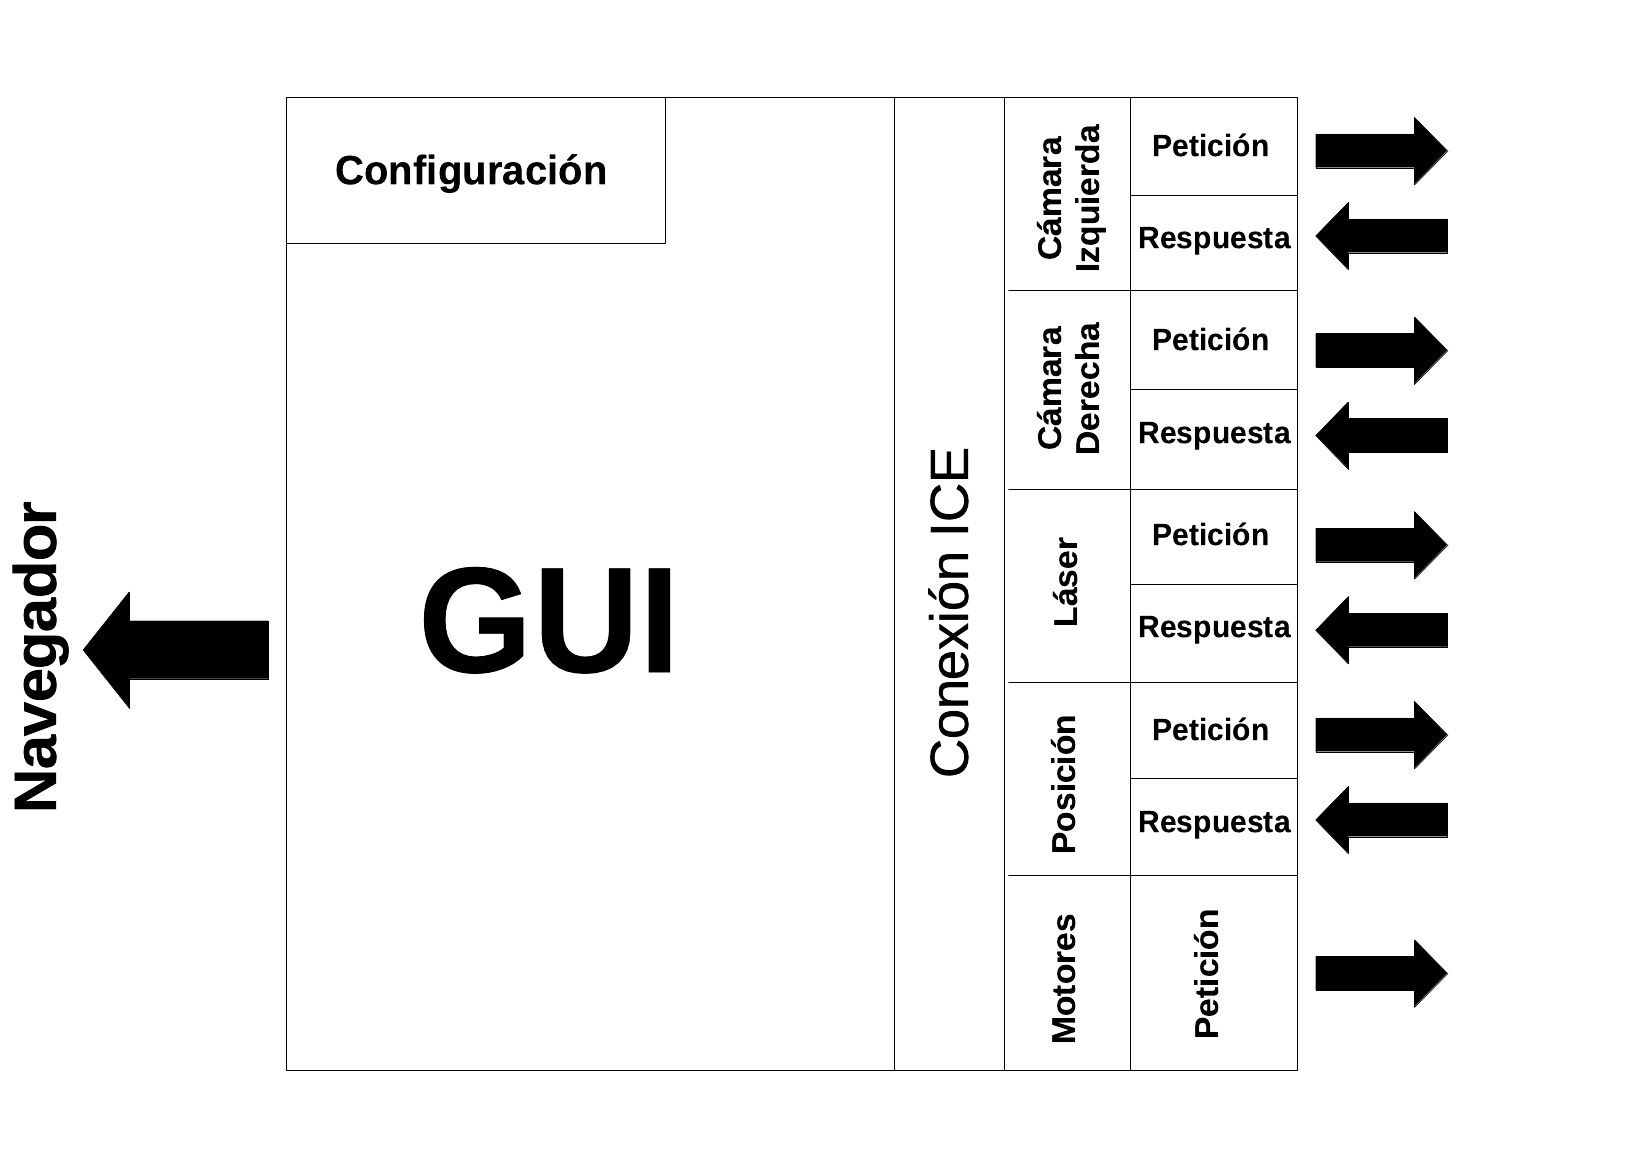 Navegador
Configuración
GUI
Conexión ICE
Cámara
Izquierda
Petición
Respuesta
Cámara
Derecha
Petición
Respuesta
Láser
Petición
Respuesta
Posición
Petición
Respuesta
Motores
Petición